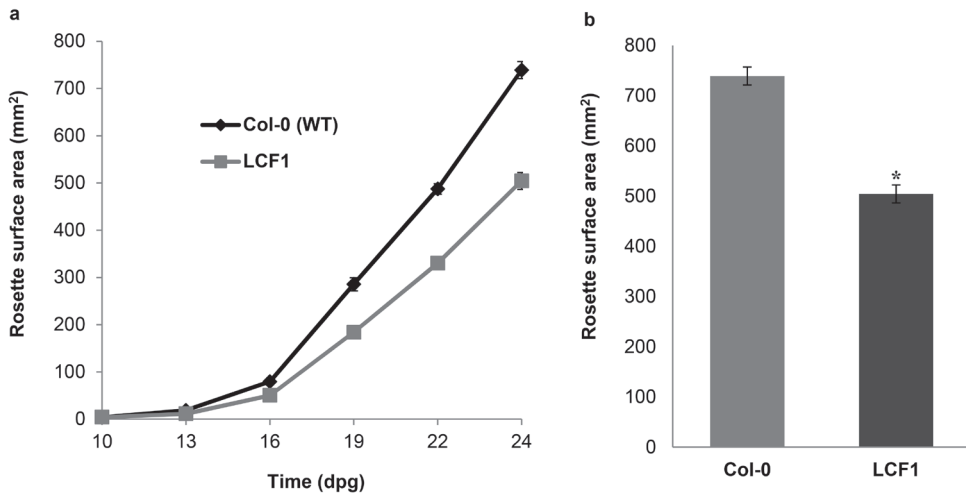 a
Rosette surface area (mm²)
800
700
600
500
400
300
200
100
0
Col-0 (WT)
LCF1
10 13 16 19 22 24
Time (dpg)
b
Rosette surface area (mm²)
800
700
600
500
400
300
200
100
0
*
Col-0 LCF1